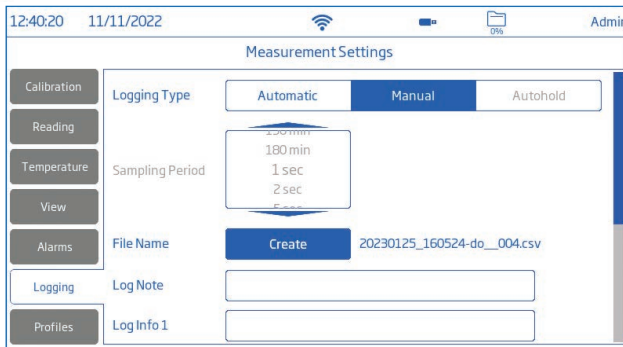 12:40:20 11/11/2022 0% Admin
Measurement Settings
Calibration
Reading
Temperature
View
Alarms
Logging
Profiles
Logging Type Automatic Manual Autohold
180 min
Sampling Period 1 sec
2 sec
File Name Create 20230125_160524-do__004.csv
Log Note
Log Info 1